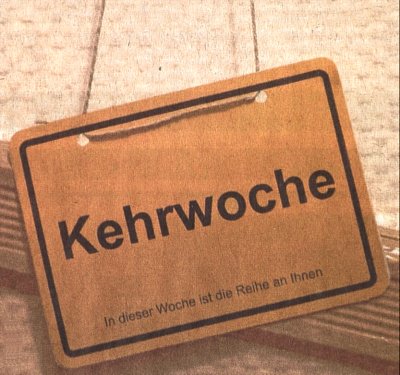 Kehrwoche
In dieser Woche ist die Reihe an Ihnen